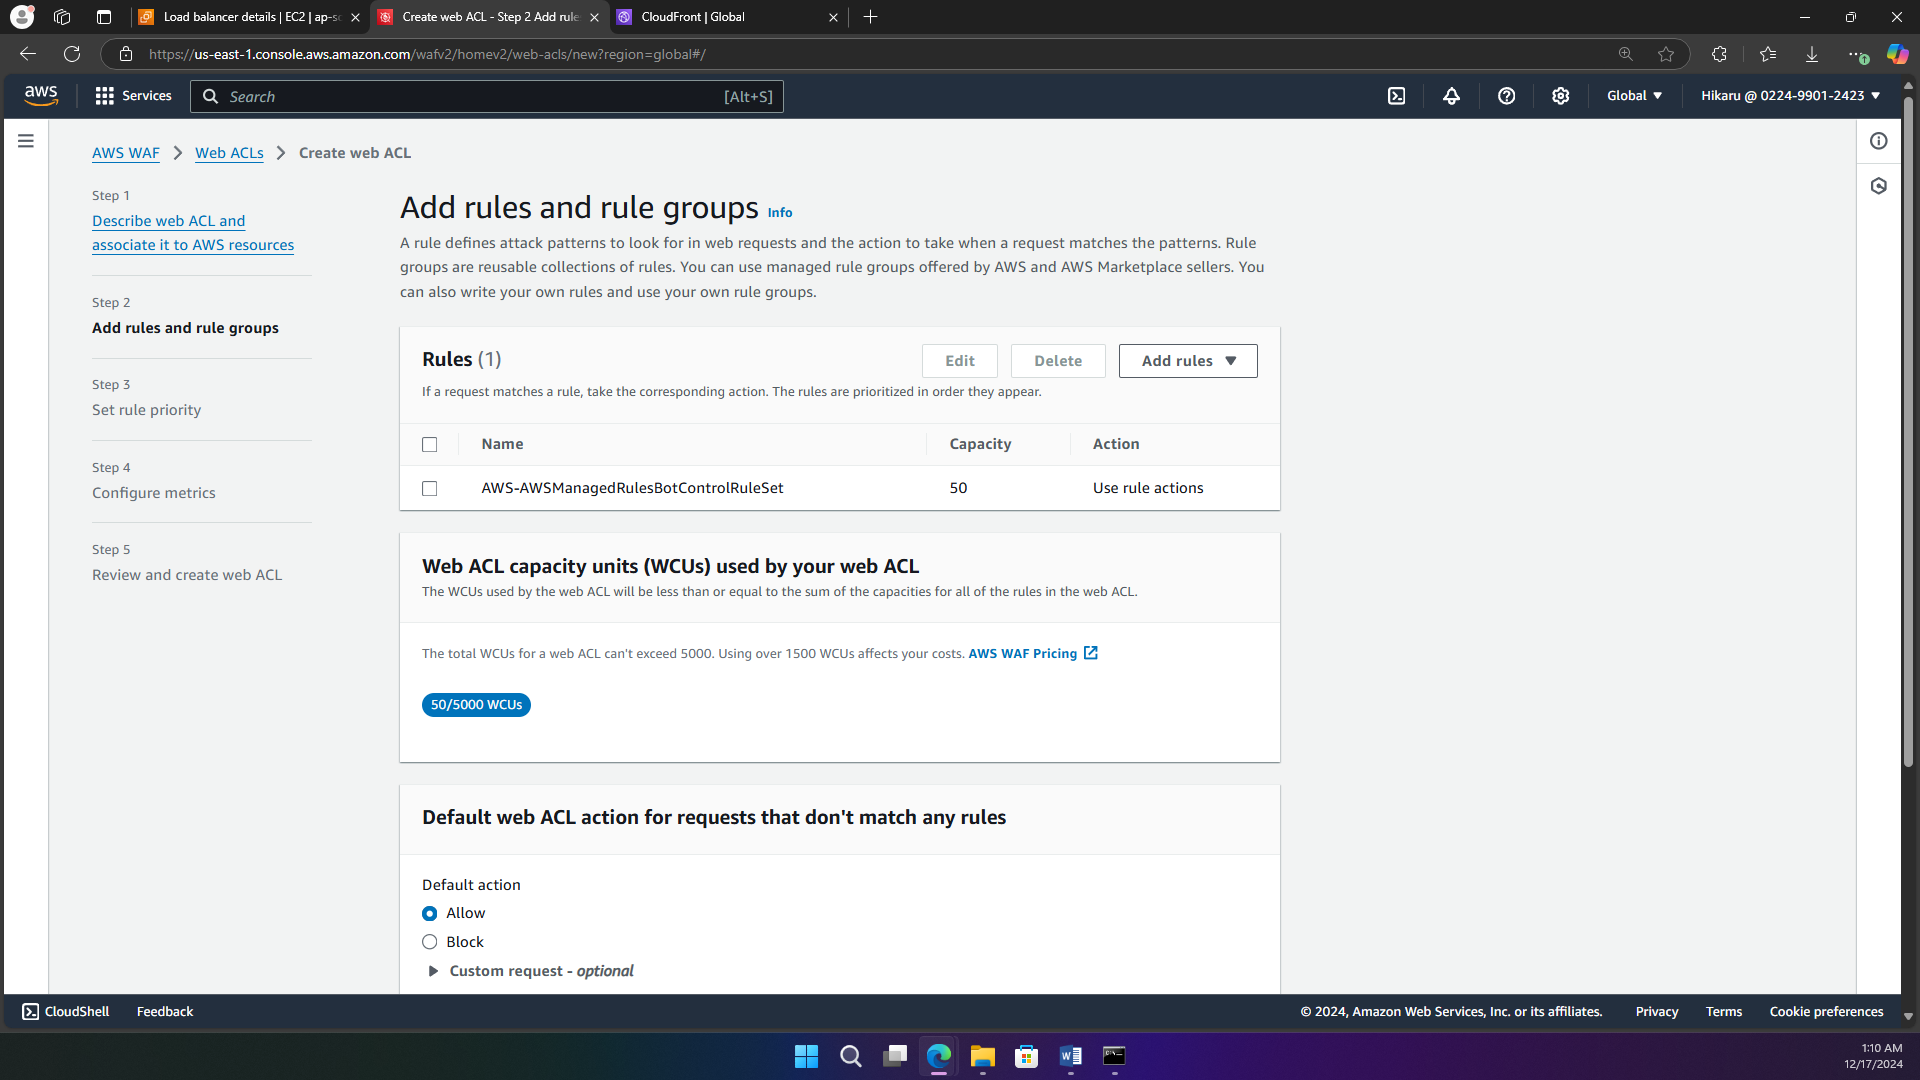 Load balancer details | EC2 | ap-so
Create web ACL - Step 2 Add rule
CloudFront | Global
https://us-east-1.console.aws.amazon.com/wafv2/homev2/web-acls/new?region=global#/
aws
Services
Search
[Alt+S]
Global
Hikaru @ 0224-9901-2423
AWS WAF
Web ACLs
Create web ACL
Step 1
Describe web ACL and
associate it to AWS resources
Step 2
Add rules and rule groups
Step 3
Set rule priority
Step 4
Configure metrics
Step 5
Review and create web ACL
Add rules and rule groups Info
A rule defines attack patterns to look for in web requests and the action to take when a request matches the patterns. Rule
groups are reusable collections of rules. You can use managed rule groups offered by AWS and AWS Marketplace sellers. You
can also write your own rules and use your own rule groups.
Rules (1)
Edit
Delete
Add rules
If a request matches a rule, take the corresponding action. The rules are prioritized in order they appear.
Name
Capacity
Action
AWS-AWSManagedRulesBotControlRuleSet
50
Use rule actions
Web ACL capacity units (WCUs) used by your web ACL
The WCUs used by the web ACL will be less than or equal to the sum of the capacities for all of the rules in the web ACL.
The total WCUs for a web ACL can't exceed 5000. Using over 1500 WCUs affects your costs. AWS WAF Pricing
50/5000 WCUs
Default web ACL action for requests that don't match any rules
Default action
Allow
Block
Custom request - optional
CloudShell
Feedback
© 2024, Amazon Web Services, Inc. or its affiliates.
Privacy
Terms
Cookie preferences
1:10 AM
12/17/2024